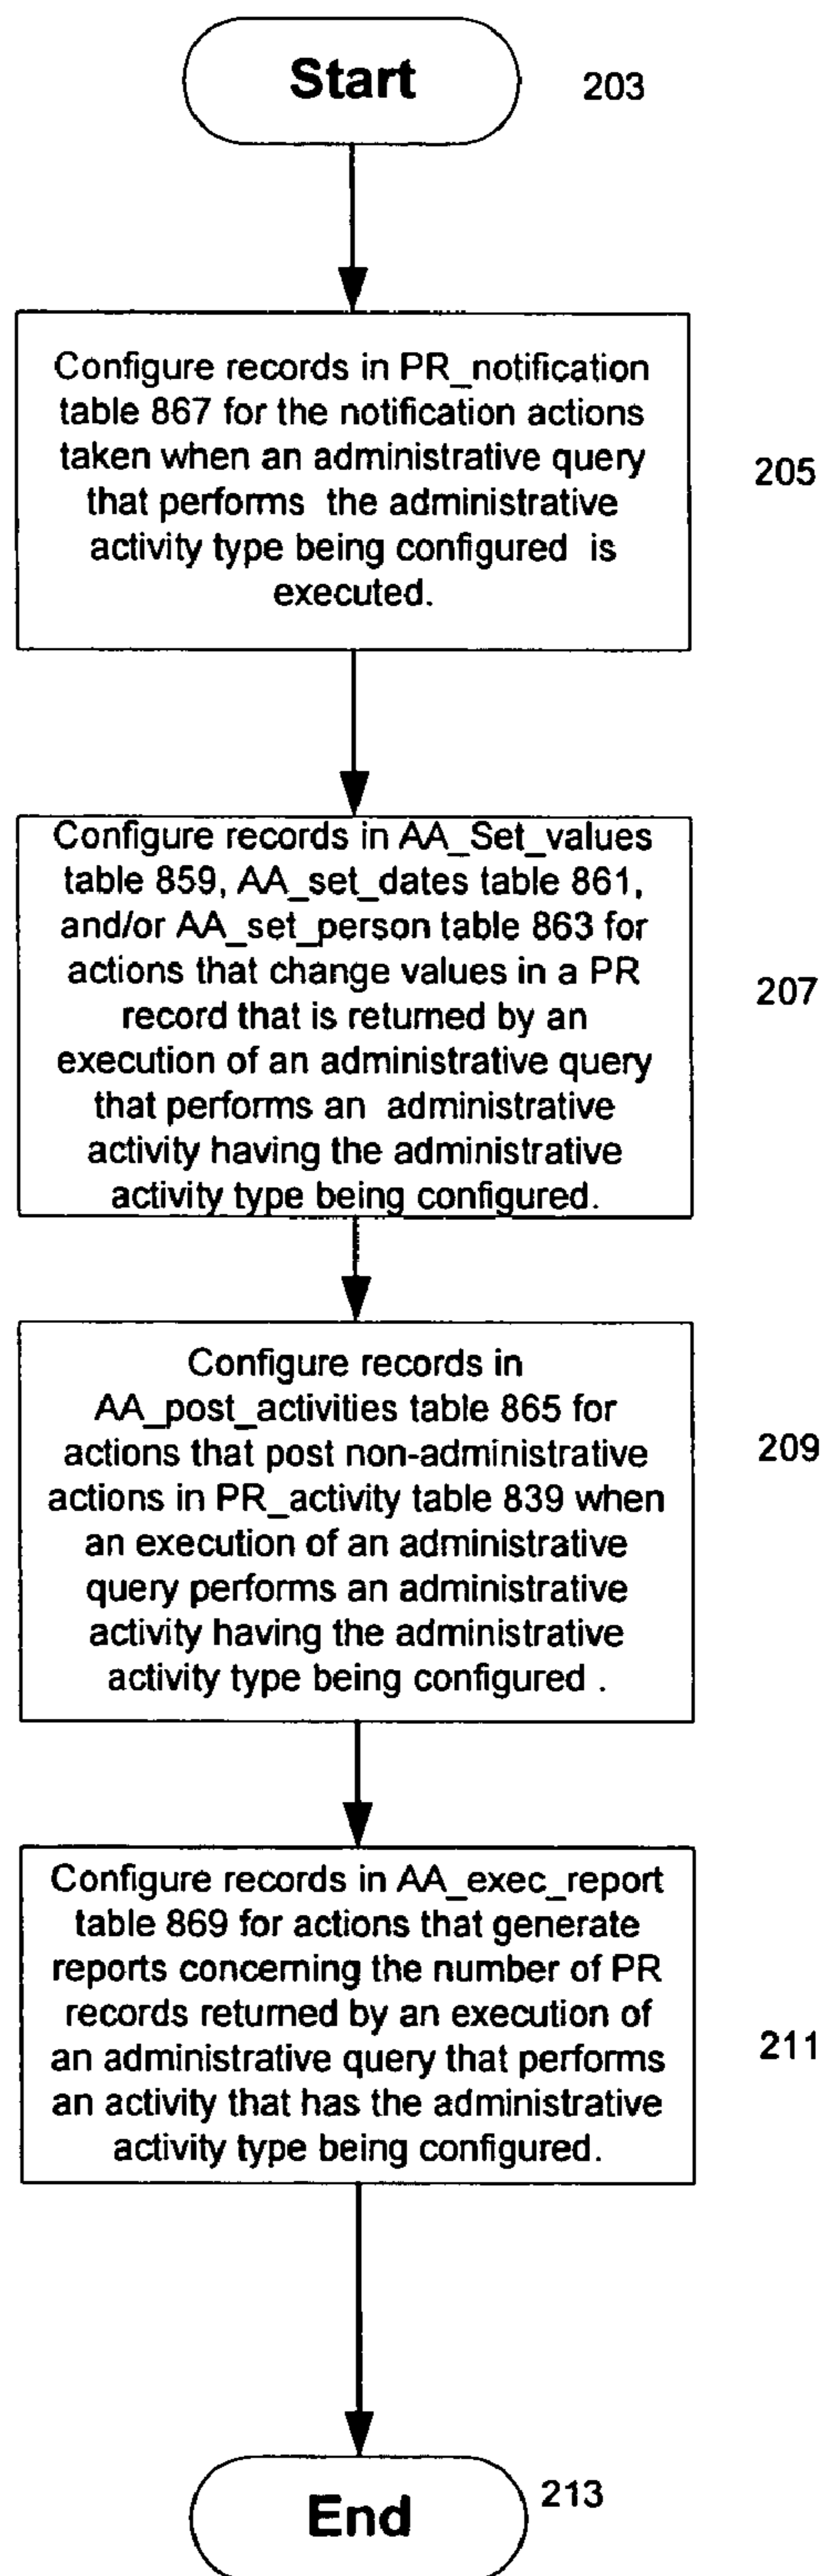 Start
203
Configure records in PR_notification
table 867 for the notification actions
taken when an administrative query
that performs the administrative
activity type being configured is
executed.
205
Configure records in AA_Set_values
table 859, AA_set_dates table 861,
and/or AA_set_person table 863 for
actions that change values in a PR
record that is returned by an
execution of an administrative query
that performs an administrative
activity having the administrative
activity type being configured.
207
Configure records in
AA_post_activities table 865 for
actions that post non-administrative
actions in PR_activity table 839 when
an execution of an administrative
query performs an administrative
activity having the administrative
activity type being configured .
209
Configure records in AA_exec_report
table 869 for actions that generate
reports concerning the number of PR
records returned by an execution of
an administrative query that performs
an activity that has the administrative
activity type being configured.
211
End
213